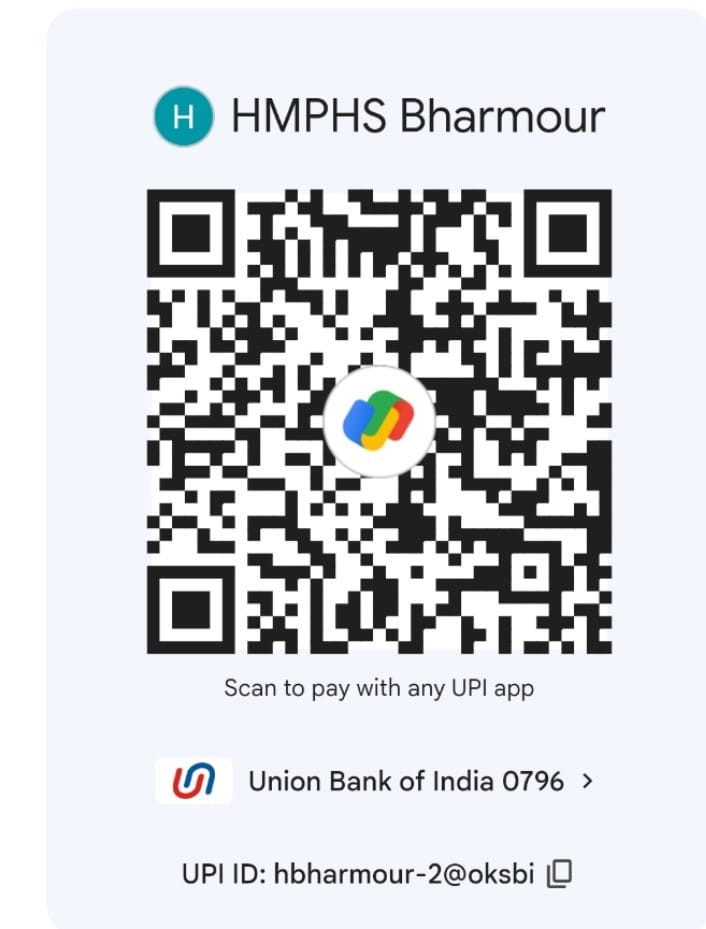 H HMPHS Bharmour
Scan to pay with any UPI app
Union Bank of India 0796 >
UPI ID: hbharmour-2@oksbi